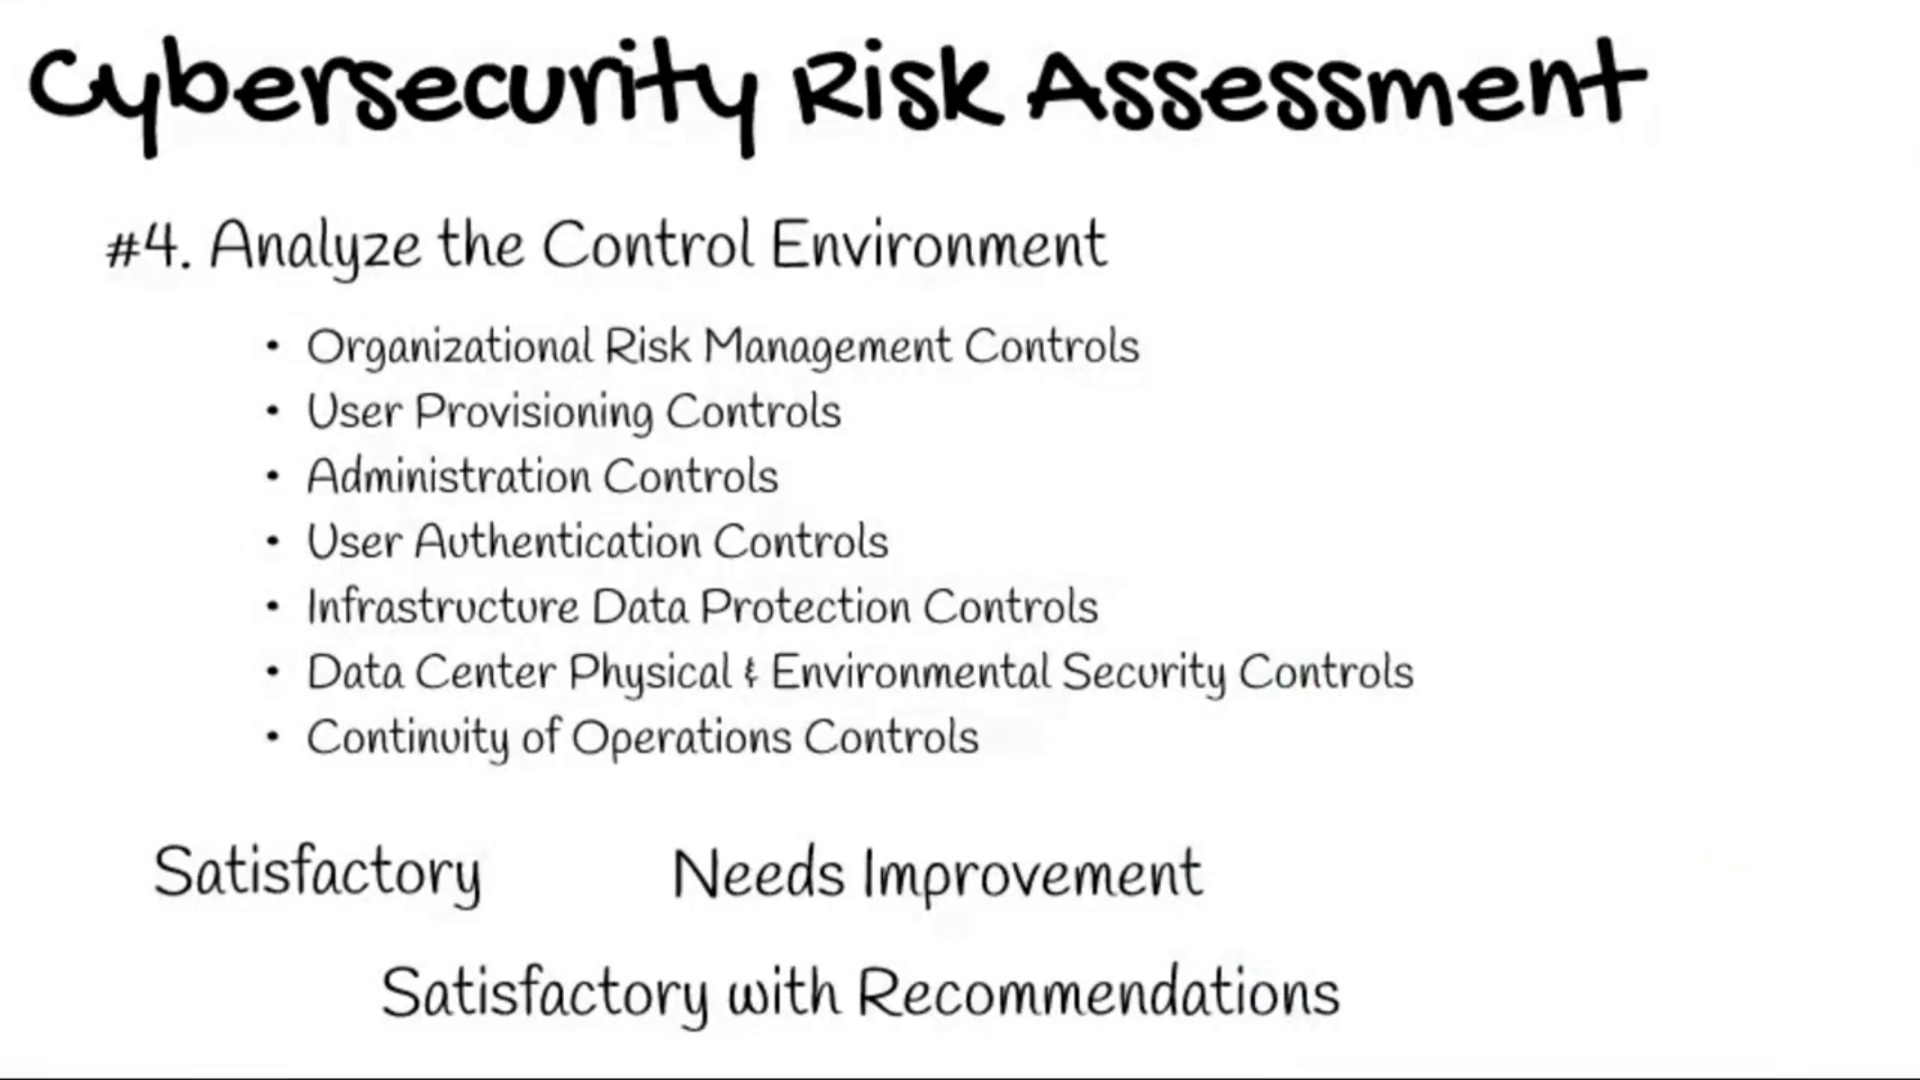 Cybersecurity Risk Assessment
#4. Analyze the Control Environment
• Organizational Risk Management Controls
• User Provisioning Controls
• Administration Controls
• User Authentication Controls
• Infrastructure Data Protection Controls
• Data Center Physical & Environmental Security Controls
• Continuity of Operations Controls
Satisfactory Needs Improvement
Satisfactory with Recommendations